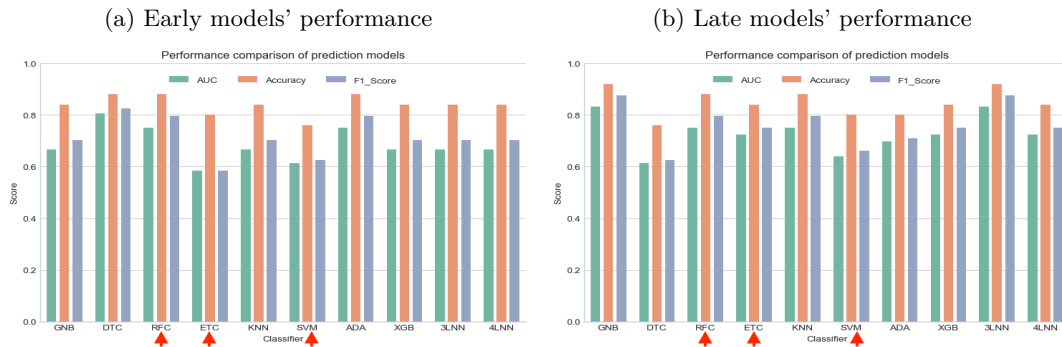 (a) Early models’ performance
Performance comparison of prediction models
AUC Accuracy F1_Score
1.0
0.8
0.6
0.4
0.2
0.0
Score
GNB DTC RFC ETC KNN SVM ADA XGB 3LNN 4LNN
Classifier
(b) Late models’ performance
Performance comparison of prediction models
AUC Accuracy F1_Score
1.0
0.8
0.6
0.4
0.2
0.0
Score
GNB DTC RFC ETC KNN SVM ADA XGB 3LNN 4LNN
Classifier